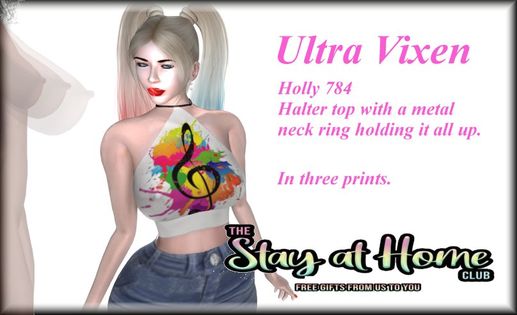 Ultra Vixen
Holly 784
Halter top with a metal
neck ring holding it all up.
In three prints.
THE
Stay at Home
CLUB
FREE GIFTS FROM US TO YOU